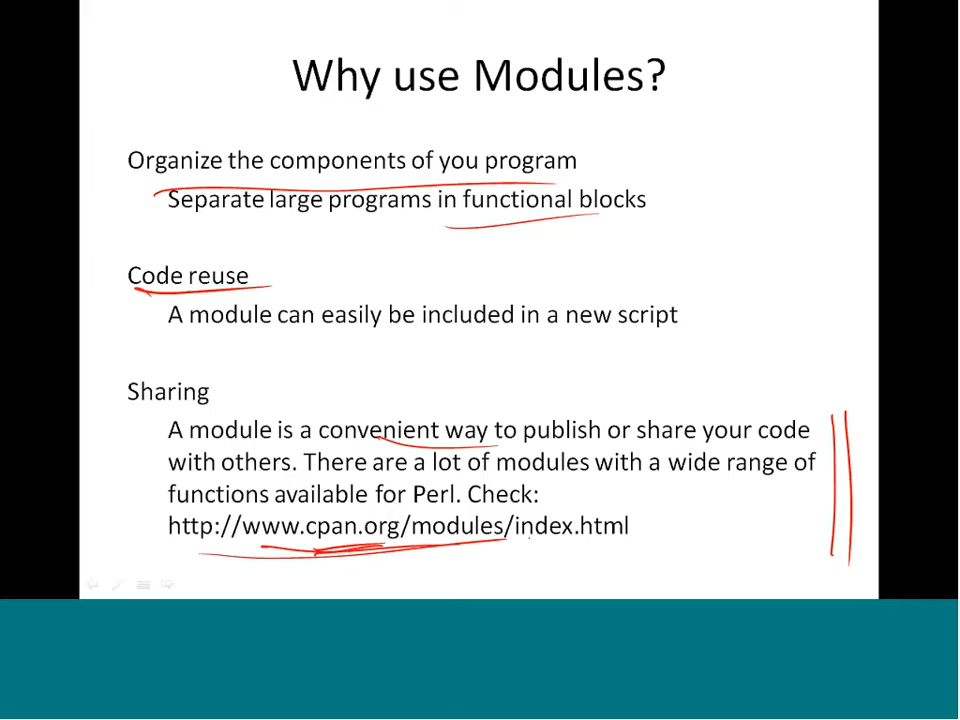 Why use Modules?
Organize the components of you program
Separate large programs in functional blocks
Code reuse
A module can easily be included in a new script
Sharing
A module is a convenient way to publish or share your code
with others. There are a lot of modules with a wide range of
functions available for Perl. Check:
http://www.cpan.org/modules/index.html